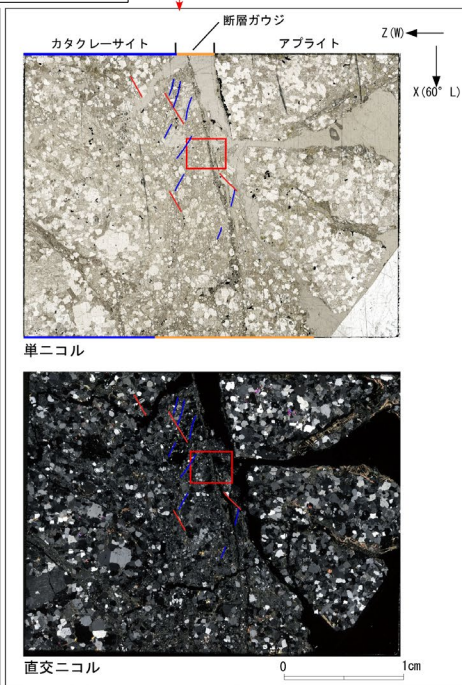 断層ガウジ
カタクレーサイト
アプライト
Z(W)
X(60°L)
単ニコル
直交ニコル
0 1cm